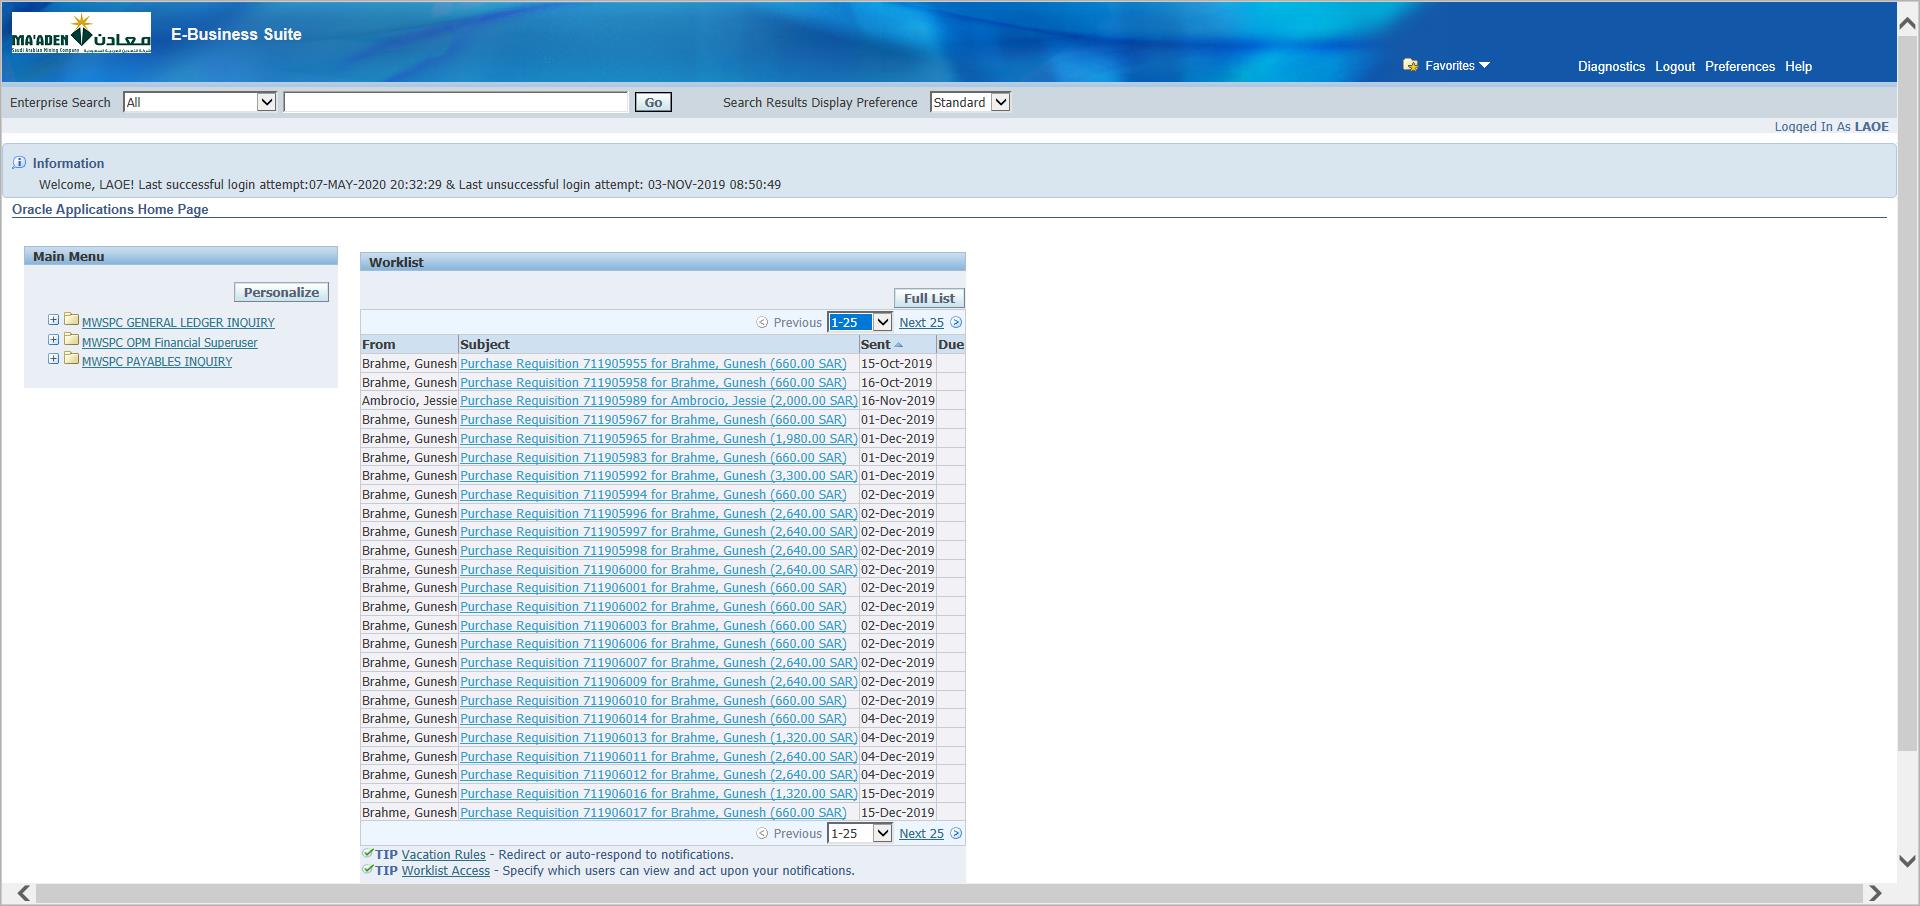 MA'ADEN معادن
Saudi Arabian Mining Company
E-Business Suite
Favorites
Diagnostics Logout Preferences Help
Enterprise Search All Go Search Results Display Preference Standard
Logged In As LAOE
Information
Welcome, LAOE! Last successful login attempt:07-MAY-2020 20:32:29 & Last unsuccessful login attempt: 03-NOV-2019 08:50:49
Oracle Applications Home Page
Main Menu
Personalize
MWSPC GENERAL LEDGER INQUIRY
MWSPC OPM Financial Superuser
MWSPC PAYABLES INQUIRY
Worklist
Full List
Previous 1-25 Next 25
From Subject Sent Due
Brahme, Gunesh Purchase Requisition 711905955 for Brahme, Gunesh (660.00 SAR) 15-Oct-2019
Brahme, Gunesh Purchase Requisition 711905958 for Brahme, Gunesh (660.00 SAR) 16-Oct-2019
Ambrocio, Jessie Purchase Requisition 711905989 for Ambrocio, Jessie (2,000.00 SAR) 16-Nov-2019
Brahme, Gunesh Purchase Requisition 711905967 for Brahme, Gunesh (660.00 SAR) 01-Dec-2019
Brahme, Gunesh Purchase Requisition 711905965 for Brahme, Gunesh (1,980.00 SAR) 01-Dec-2019
Brahme, Gunesh Purchase Requisition 711905983 for Brahme, Gunesh (660.00 SAR) 01-Dec-2019
Brahme, Gunesh Purchase Requisition 711905992 for Brahme, Gunesh (3,300.00 SAR) 01-Dec-2019
Brahme, Gunesh Purchase Requisition 711905994 for Brahme, Gunesh (660.00 SAR) 02-Dec-2019
Brahme, Gunesh Purchase Requisition 711905996 for Brahme, Gunesh (2,640.00 SAR) 02-Dec-2019
Brahme, Gunesh Purchase Requisition 711905997 for Brahme, Gunesh (2,640.00 SAR) 02-Dec-2019
Brahme, Gunesh Purchase Requisition 711905998 for Brahme, Gunesh (2,640.00 SAR) 02-Dec-2019
Brahme, Gunesh Purchase Requisition 711906000 for Brahme, Gunesh (2,640.00 SAR) 02-Dec-2019
Brahme, Gunesh Purchase Requisition 711906001 for Brahme, Gunesh (660.00 SAR) 02-Dec-2019
Brahme, Gunesh Purchase Requisition 711906002 for Brahme, Gunesh (660.00 SAR) 02-Dec-2019
Brahme, Gunesh Purchase Requisition 711906003 for Brahme, Gunesh (660.00 SAR) 02-Dec-2019
Brahme, Gunesh Purchase Requisition 711906006 for Brahme, Gunesh (660.00 SAR) 02-Dec-2019
Brahme, Gunesh Purchase Requisition 711906007 for Brahme, Gunesh (2,640.00 SAR) 02-Dec-2019
Brahme, Gunesh Purchase Requisition 711906009 for Brahme, Gunesh (2,640.00 SAR) 02-Dec-2019
Brahme, Gunesh Purchase Requisition 711906010 for Brahme, Gunesh (660.00 SAR) 02-Dec-2019
Brahme, Gunesh Purchase Requisition 711906014 for Brahme, Gunesh (660.00 SAR) 04-Dec-2019
Brahme, Gunesh Purchase Requisition 711906013 for Brahme, Gunesh (1,320.00 SAR) 04-Dec-2019
Brahme, Gunesh Purchase Requisition 711906011 for Brahme, Gunesh (2,640.00 SAR) 04-Dec-2019
Brahme, Gunesh Purchase Requisition 711906012 for Brahme, Gunesh (2,640.00 SAR) 04-Dec-2019
Brahme, Gunesh Purchase Requisition 711906016 for Brahme, Gunesh (1,320.00 SAR) 15-Dec-2019
Brahme, Gunesh Purchase Requisition 711906017 for Brahme, Gunesh (660.00 SAR) 15-Dec-2019
Previous 1-25 Next 25
TIP Vacation Rules - Redirect or auto-respond to notifications.
TIP Worklist Access - Specify which users can view and act upon your notifications.